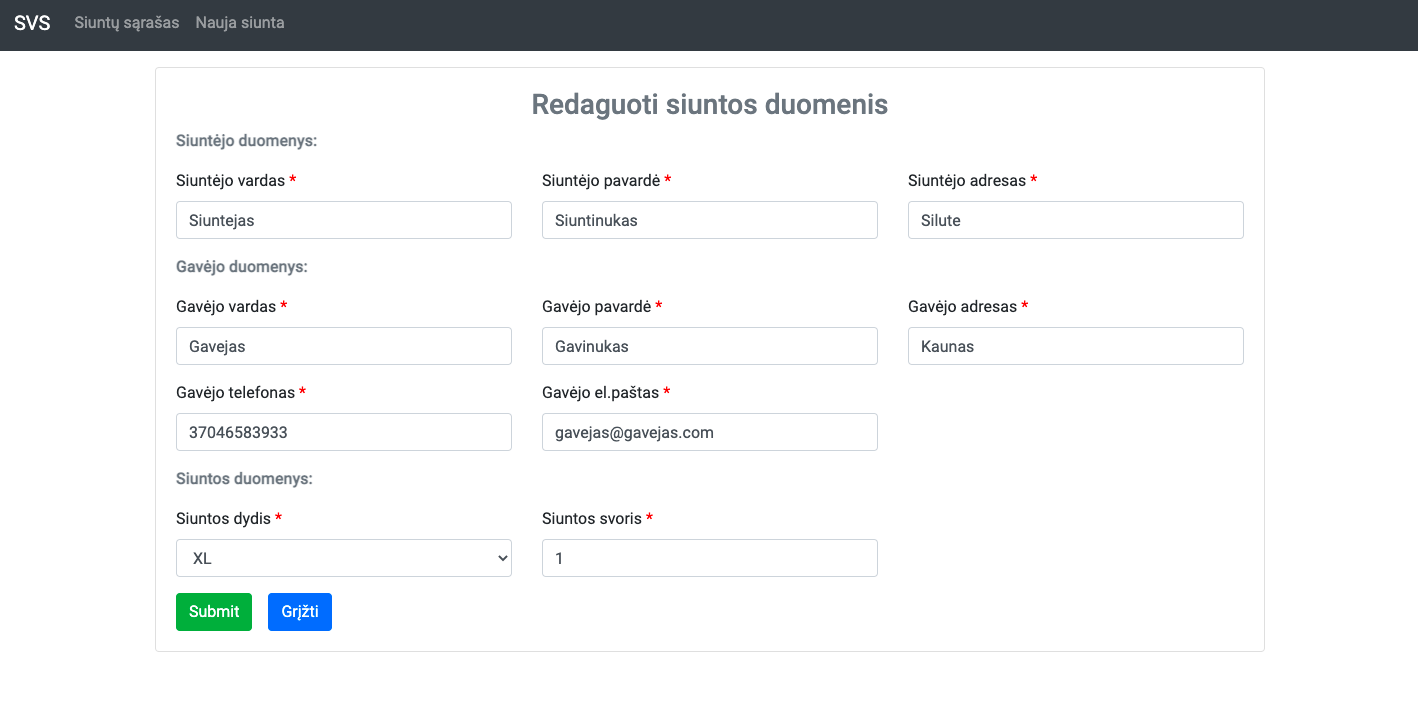 SVS Siuntų sąrašas Nauja siunta
Redaguoti siuntos duomenis
Siuntėjo duomenys:
Siuntėjo vardas * Siuntėjo pavardė * Siuntėjo adresas *
Siuntejas Siuntinukas Silute
Gavėjo duomenys:
Gavėjo vardas * Gavėjo pavardė * Gavėjo adresas *
Gavejas Gavinukas Kaunas
Gavėjo telefonas * Gavėjo el.paštas *
37046583933 gavejas@gavejas.com
Siuntos duomenys:
Siuntos dydis * Siuntos svoris *
XL 1
Submit Grįžti